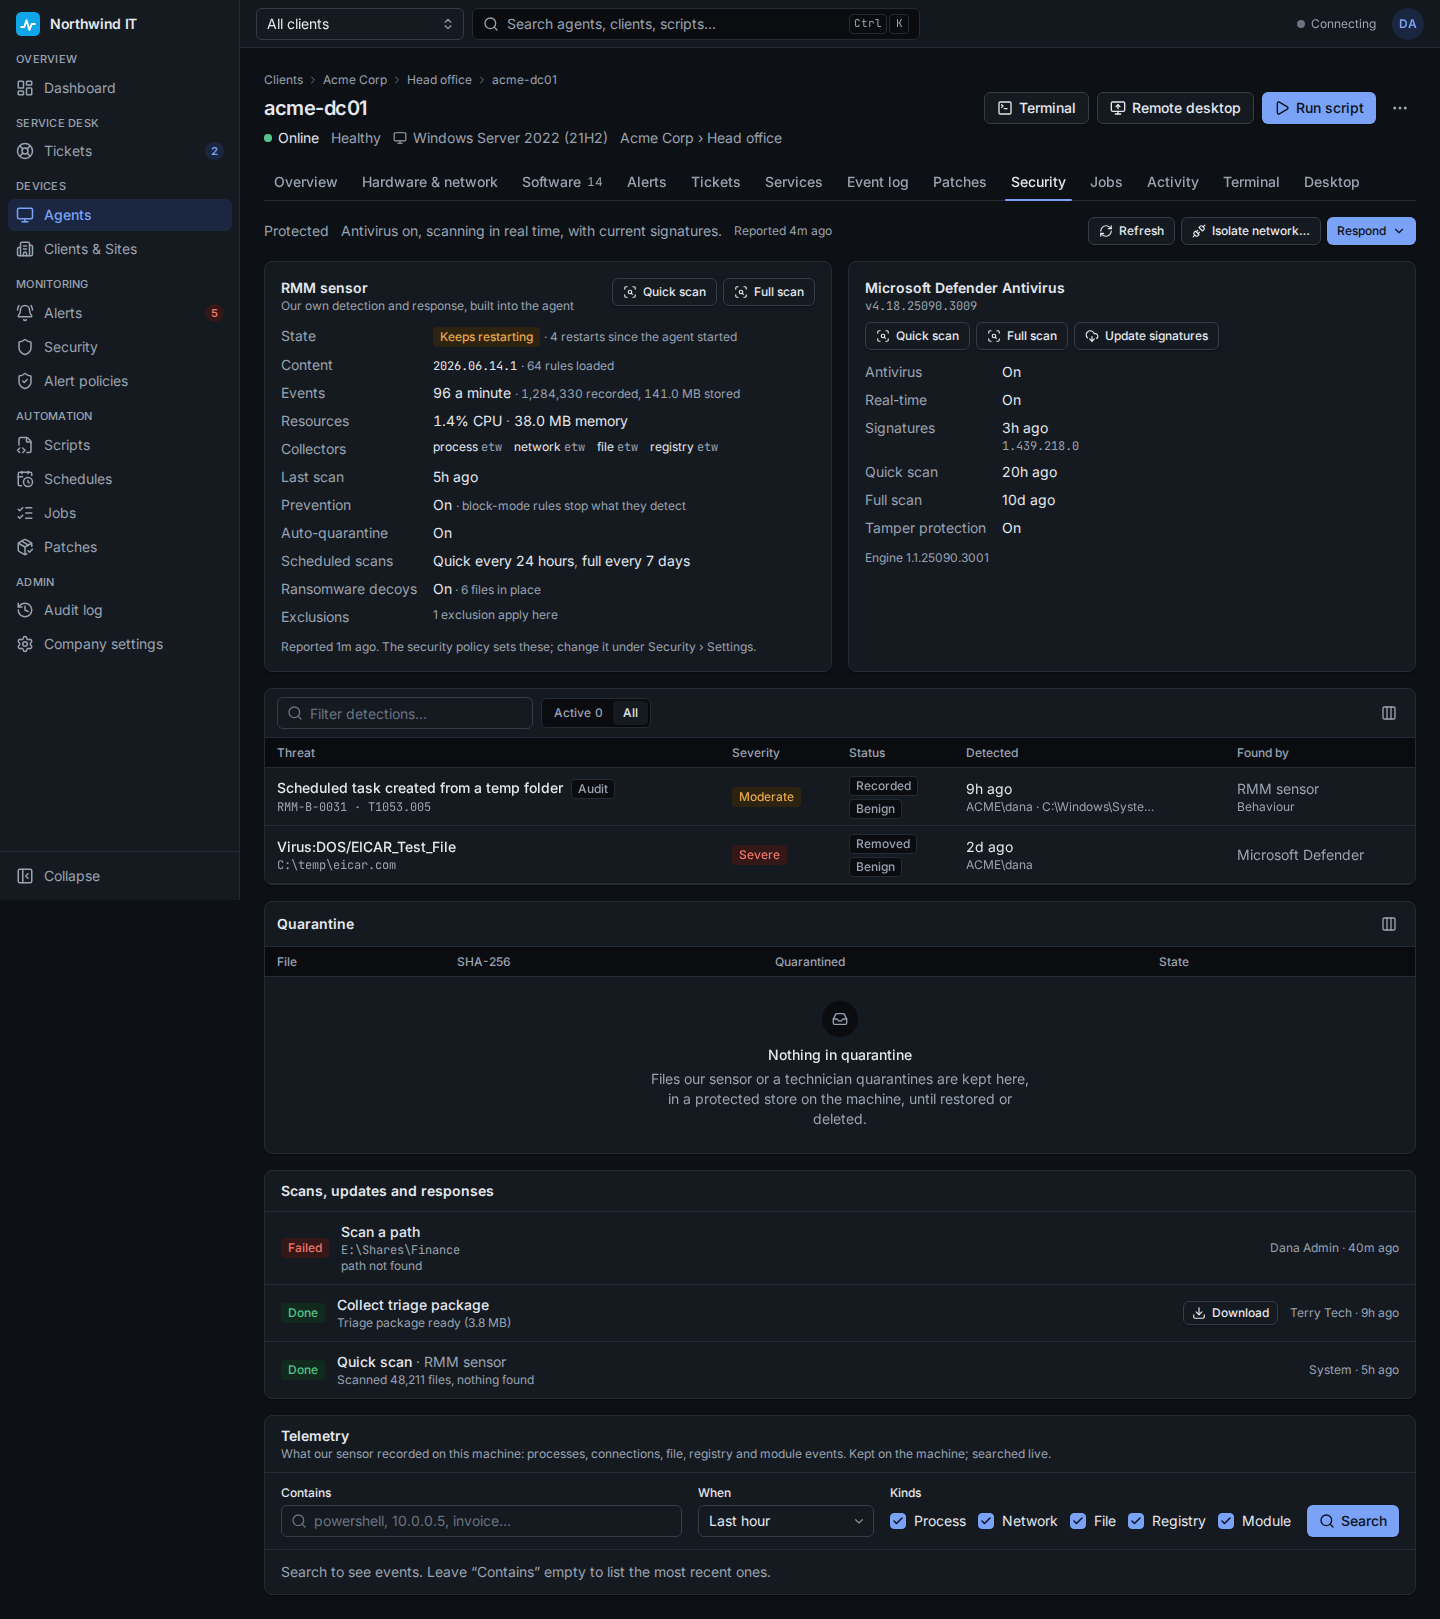 Northwind IT
All clients
Search agents, clients, scripts...
Ctrl K
Connecting
DA
OVERVIEW
Dashboard
SERVICE DESK
Tickets 2
DEVICES
Agents
Clients & Sites
MONITORING
Alerts 5
Security
Alert policies
AUTOMATION
Scripts
Schedules
Jobs
Patches
ADMIN
Audit log
Company settings
Collapse
Clients › Acme Corp › Head office › acme-dc01
acme-dc01
Terminal
Remote desktop
Run script
Online Healthy Windows Server 2022 (21H2) Acme Corp › Head office
Overview Hardware & network Software 14 Alerts Tickets Services Event log Patches Security Jobs Activity Terminal Desktop
Protected Antivirus on, scanning in real time, with current signatures. Reported 4m ago
Refresh
Isolate network...
Respond
RMM sensor
Our own detection and response, built into the agent
Quick scan
Full scan
State Keeps restarting · 4 restarts since the agent started
Content 2026.06.14.1 · 64 rules loaded
Events 96 a minute · 1,284,330 recorded, 141.0 MB stored
Resources 1.4% CPU · 38.0 MB memory
Collectors process etw network etw file etw registry etw
Last scan 5h ago
Prevention On · block-mode rules stop what they detect
Auto-quarantine On
Scheduled scans Quick every 24 hours, full every 7 days
Ransomware decoys On · 6 files in place
Exclusions 1 exclusion apply here
Reported 1m ago. The security policy sets these; change it under Security › Settings.
Microsoft Defender Antivirus
v4.18.25090.3009
Quick scan
Full scan
Update signatures
Antivirus On
Real-time On
Signatures 3h ago
1.439.218.0
Quick scan 20h ago
Full scan 10d ago
Tamper protection On
Engine 1.1.25090.3001
Filter detections...
Active 0 All
Threat Severity Status Detected Found by
Scheduled task created from a temp folder Audit
RMM-B-0031 · T1053.005
Moderate
Recorded
Benign
9h ago
ACME\dana · C:\Windows\Syste...
RMM sensor
Behaviour
Virus:DOS/EICAR_Test_File
C:\temp\eicar.com
Severe
Removed
Benign
2d ago
ACME\dana
Microsoft Defender
Quarantine
File SHA-256 Quarantined State
Nothing in quarantine
Files our sensor or a technician quarantines are kept here,
in a protected store on the machine, until restored or
deleted.
Scans, updates and responses
Failed
Scan a path
E:\Shares\Finance
path not found
Dana Admin · 40m ago
Done
Collect triage package
Triage package ready (3.8 MB)
Download
Terry Tech · 9h ago
Done
Quick scan · RMM sensor
Scanned 48,211 files, nothing found
System · 5h ago
Telemetry
What our sensor recorded on this machine: processes, connections, file, registry and module events. Kept on the machine; searched live.
Contains When Kinds
powershell, 10.0.0.5, invoice...
Last hour
Process Network File Registry Module
Search
Search to see events. Leave “Contains” empty to list the most recent ones.